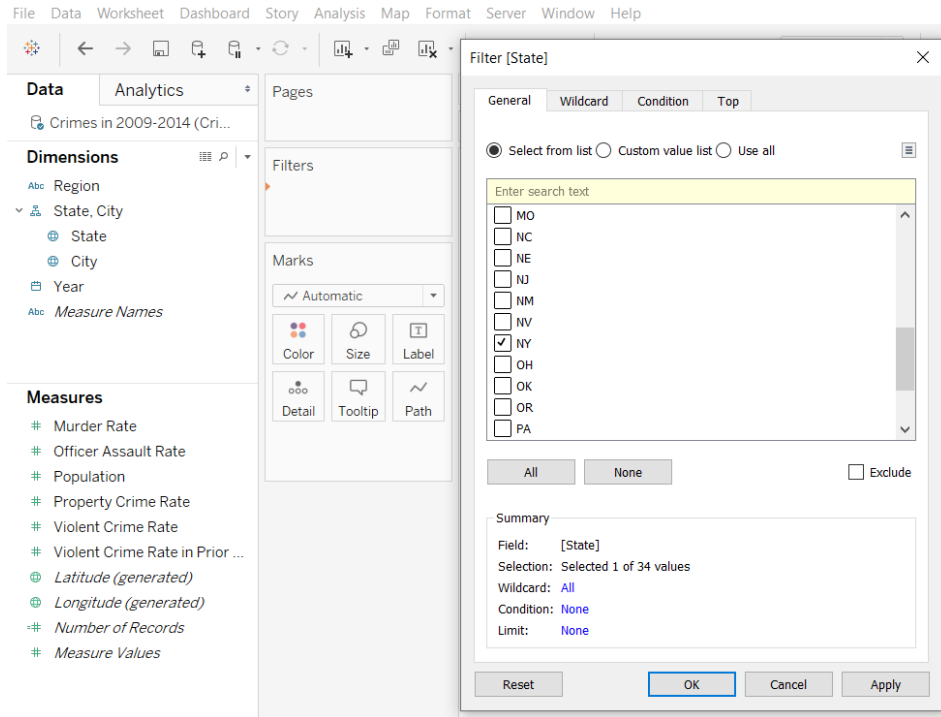 File Data Worksheet Dashboard Story Analysis Map Format Server Window Help
Data Analytics
Crimes in 2009-2014 (Cri...
Dimensions
Abc Region
State, City
State
City
Year
Abc Measure Names
Measures
# Murder Rate
# Officer Assault Rate
# Population
# Property Crime Rate
# Violent Crime Rate
# Violent Crime Rate in Prior ...
Latitude (generated)
Longitude (generated)
=# Number of Records
# Measure Values
Pages
Filters
Marks
Automatic
Color Size Label
Detail Tooltip Path
Filter [State]
General Wildcard Condition Top
Select from list Custom value list Use all
Enter search text
MO
NC
NE
NJ
NM
NV
NY
OH
OK
OR
PA
All None Exclude
Summary
Field: [State]
Selection: Selected 1 of 34 values
Wildcard: All
Condition: None
Limit: None
Reset OK Cancel Apply